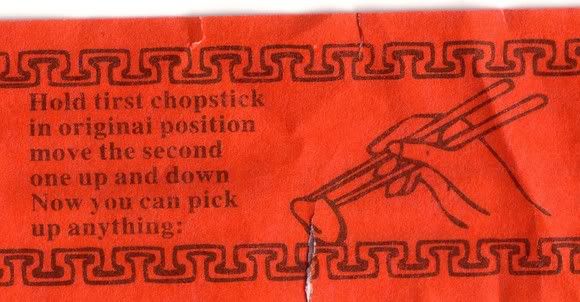 Hold tirst chopstick
in originai position
move the second
one up and down
Now you can pick
up anything: